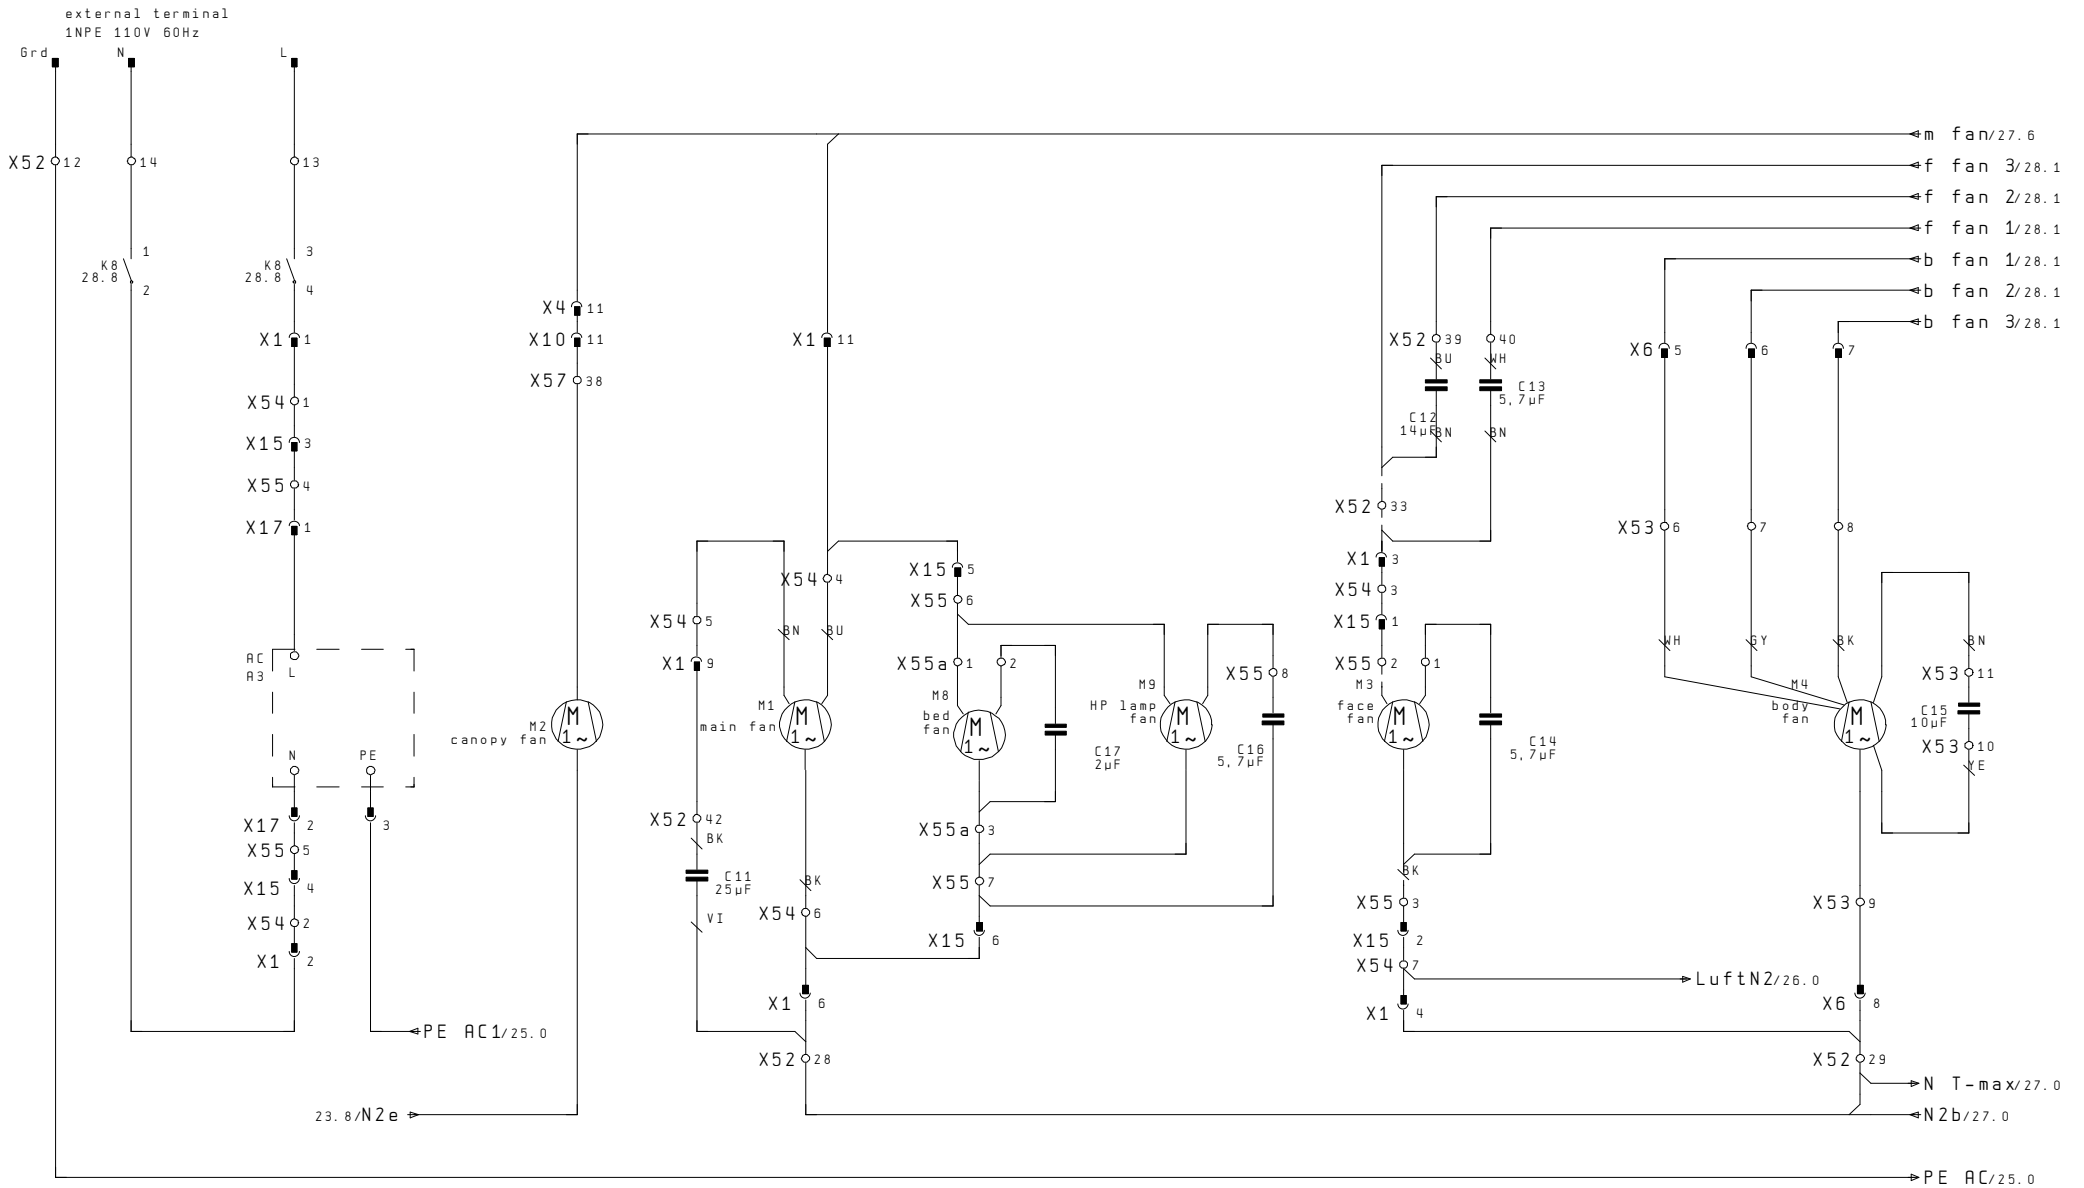 external terminal
1NPE 110V 60Hz
Grd N L
m fan/27.6
X52 12 14 13
f fan 3/28.1
f fan 2/28.1
f fan 1/28.1
b fan 1/28.1
b fan 2/28.1
b fan 3/28.1
K8
28.8
1
2
K8
28.8
3
4
X4 11
X1 1
X10 11
X1 11
X52 39 40
BU WH
X6 5 6 7
X57 38
C13
5,7µF
C12
14µF
BN BN
X54 1
X15 3
X55 4
X17 1
X52 33
X53 6 7 8
X1 3
X54 3
X15 1
X15 5
X55 6
X54 4
X54 5
BN BU
X1 9
WH GY BK BN
AC
A3
L
X55a 1 2
X55 8
X55 2 1
X53 11
M2
canopy fan
M
1~
M1
main fan
M
1~
M8
bed
fan
M
1~
M9
HP lamp
fan
M
1~
M3
face
fan
M
1~
M4
body
fan
M
1~
C15
10µF
X53 10
YE
C17
2µF
C16
5,7µF
C14
5,7µF
N PE
X17 2 3
X55 5
X15 4
X54 2
X1 2
X52 42
BK
C11
25µF
VI
X55a 3
X55 7
BK
X54 6
X15 6
BK
X55 3
X15 2
X54 7
X53 9
LuftN2/26.0
X1 6
X1 4
X6 8
PE AC1/25.0
X52 28
X52 29
N T-max/27.0
23.8/N2e
N2b/27.0
PE AC/25.0